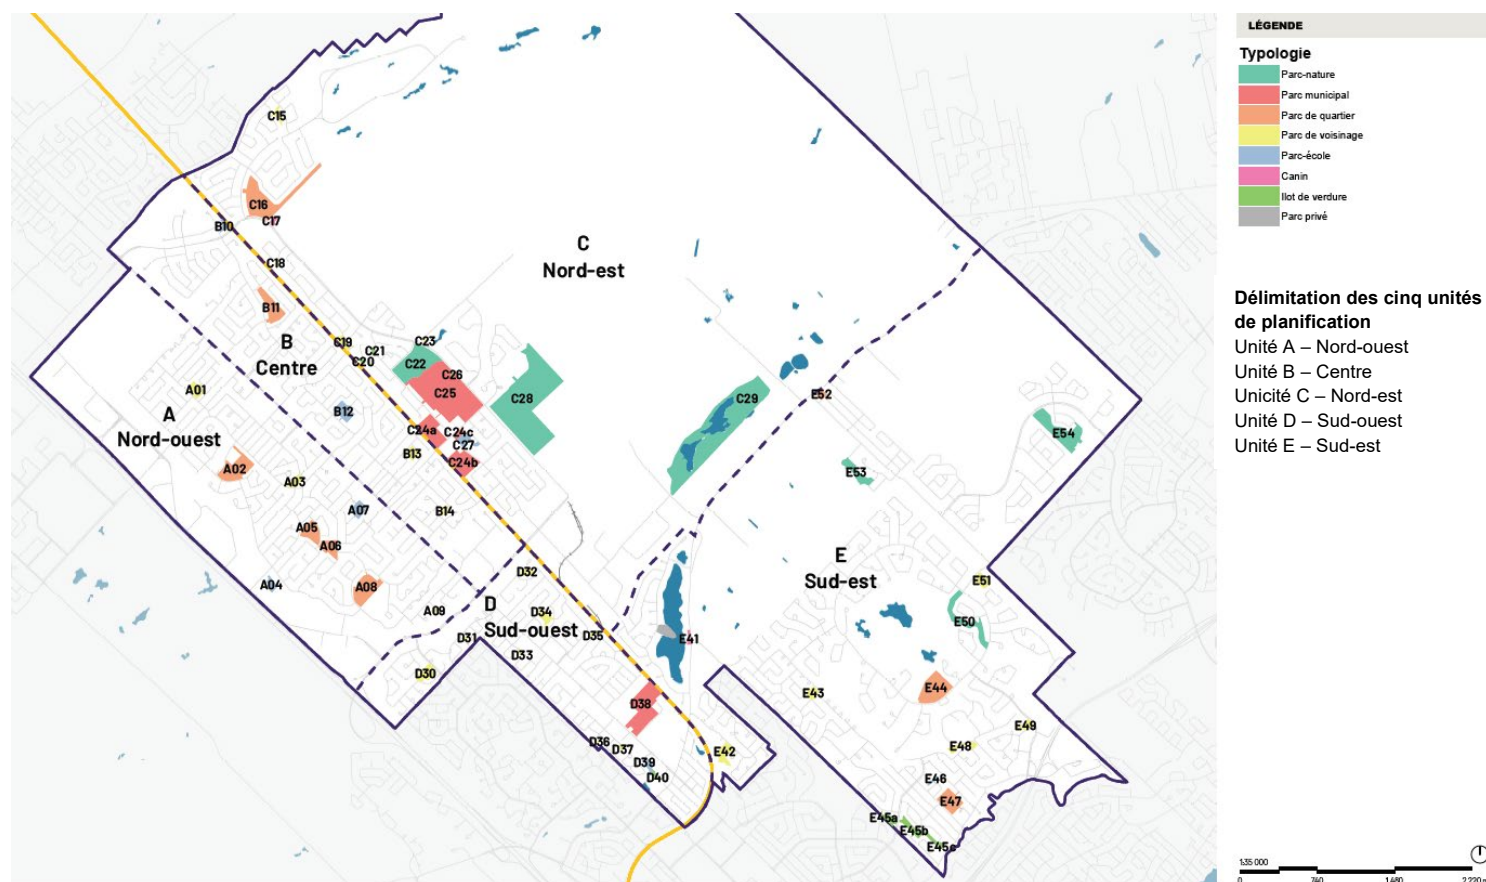 LÉGENDE
Typologie
Parc-nature
Parc municipal
Parc de quartier
Parc de voisinage
Parc-école
Canin
Ilot de verdure
Parc privé
Délimitation des cinq unités
de planification
Unité A – Nord-ouest
Unité B – Centre
Unicité C – Nord-est
Unité D – Sud-ouest
Unité E – Sud-est
C15
C16
C17
B10
C
Nord-est
C18
B11
C19
C20
C21
C23
C22
C26
C25
C28
C29
B
Centre
A01
B12
A
Nord-ouest
C24a
C24c
C27
C24b
B13
E52
E54
E53
A02
A03
A07
B14
A05
A06
A04
A08
A09
D32
D
Sud-ouest
D34
D35
D31
D33
D30
E
Sud-est
E51
E50
E41
E44
E43
D38
E49
E48
E42
D36
D37
D39
D40
E46
E47
E45a
E45b
E45c
1:35 000
0 740 1 480 2 220 m